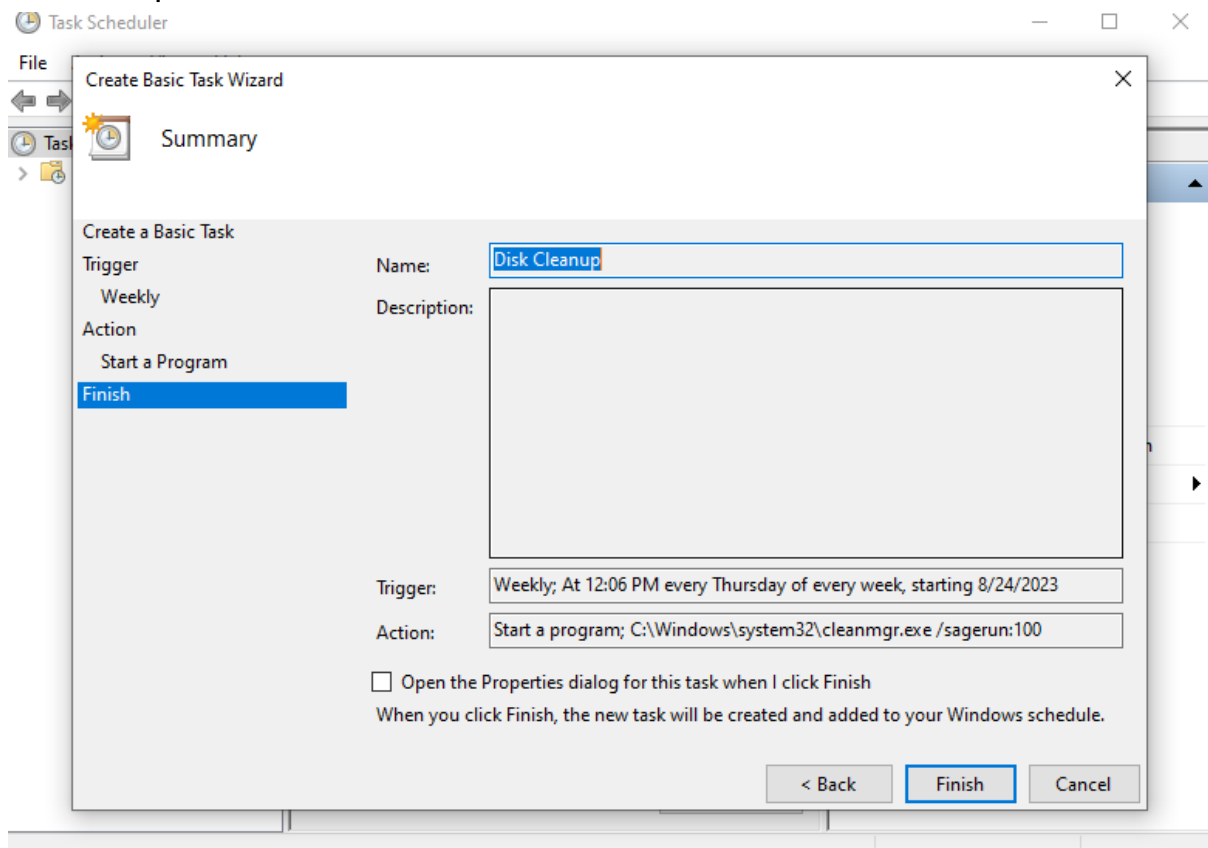 Task Scheduler
File
Create Basic Task Wizard
Summary
Create a Basic Task
Trigger
Weekly
Action
Start a Program
Finish
Name: Disk Cleanup
Description:
Trigger: Weekly; At 12:06 PM every Thursday of every week, starting 8/24/2023
Action: Start a program; C:\Windows\system32\cleanmgr.exe /sagerun:100
Open the Properties dialog for this task when I click Finish
When you click Finish, the new task will be created and added to your Windows schedule.
< Back Finish Cancel